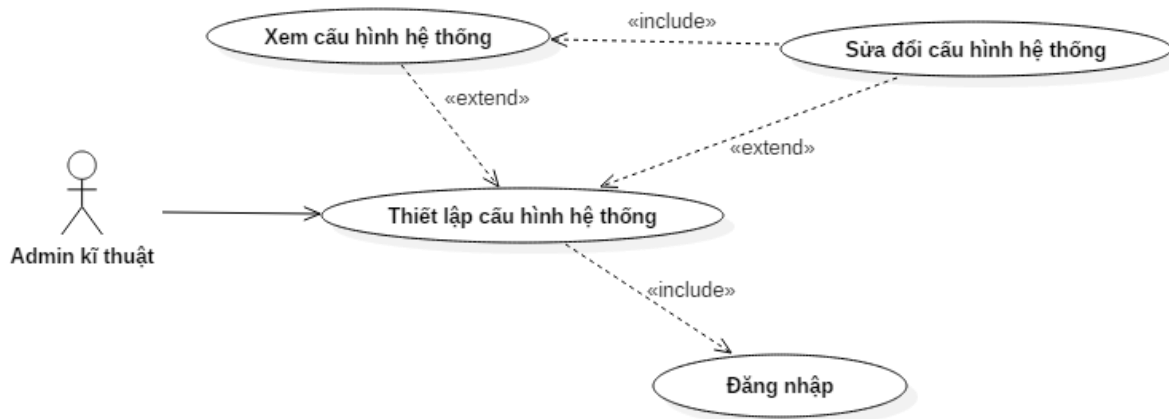 Xem cấu hình hệ thống
«include»
Sửa đổi cấu hình hệ thống
«extend»
«extend»
Thiết lập cấu hình hệ thống
Admin kĩ thuật
«include»
Đăng nhập